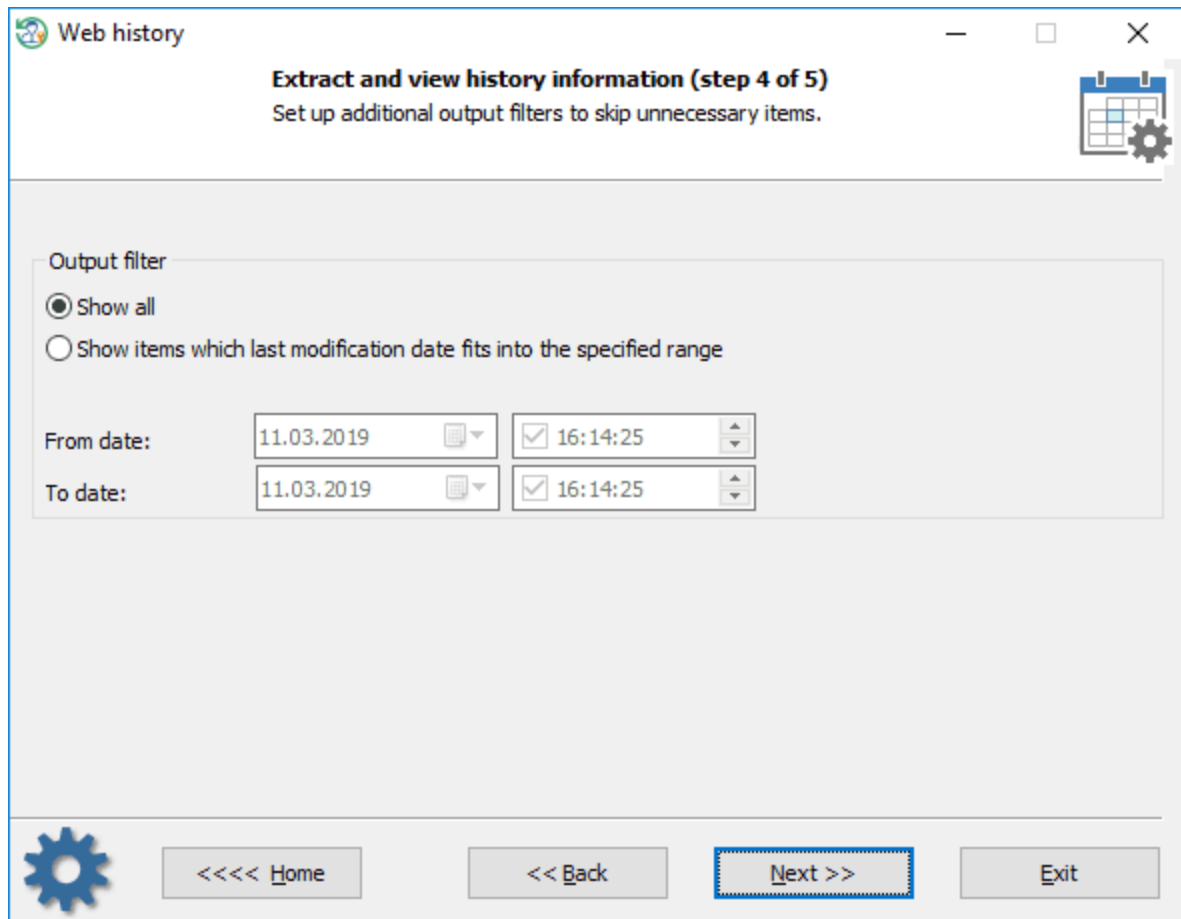 Web history
Extract and view history information (step 4 of 5)
Set up additional output filters to skip unnecessary items.
Output filter
Show all
Show items which last modification date fits into the specified range
From date: 11.03.2019 16:14:25
To date: 11.03.2019 16:14:25
<<<< Home << Back Next >> Exit